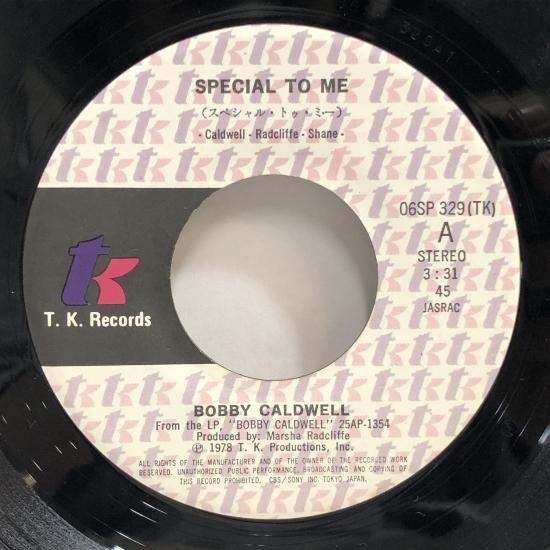 SPECIAL TO ME
(スペシャル・トゥ・ミー)
- Caldwell - Radcliffe - Shane -
06SP 329(TK)
A
STEREO
3:31
45
JASRAC
tk
T. K. Records
BOBBY CALDWELL
From the LP, "BOBBY CALDWELL" 25AP-1354
Produced by: Marsha Radcliffe
℗ 1978 T. K. Productions, Inc.
ALL RIGHTS OF THE MANUFACTURER AND OF THE OWNER OF THE RECORDED WORK
RESERVED. UNAUTHORIZED PUBLIC PERFORMANCE, BROADCASTING AND COPYING OF
THIS RECORD PROHIBITED. CBS/SONY INC. TOKYO JAPAN.